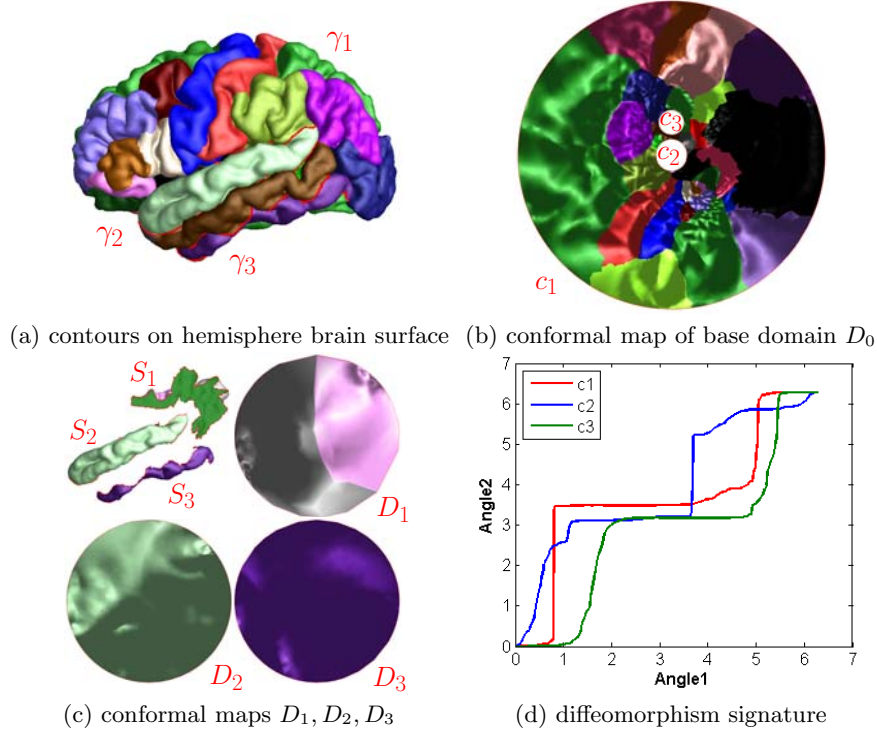 γ1
γ2
γ3
c3
c2
c1
(a) contours on hemisphere brain surface
(b) conformal map of base domain D0
S1
S2
S3
D1
D2
D3
(c) conformal maps D1, D2, D3
7
6
5
4
3
2
1
0
Angle2
c1
c2
c3
0 1 2 3 4 5 6 7
Angle1
(d) diffeomorphism signature